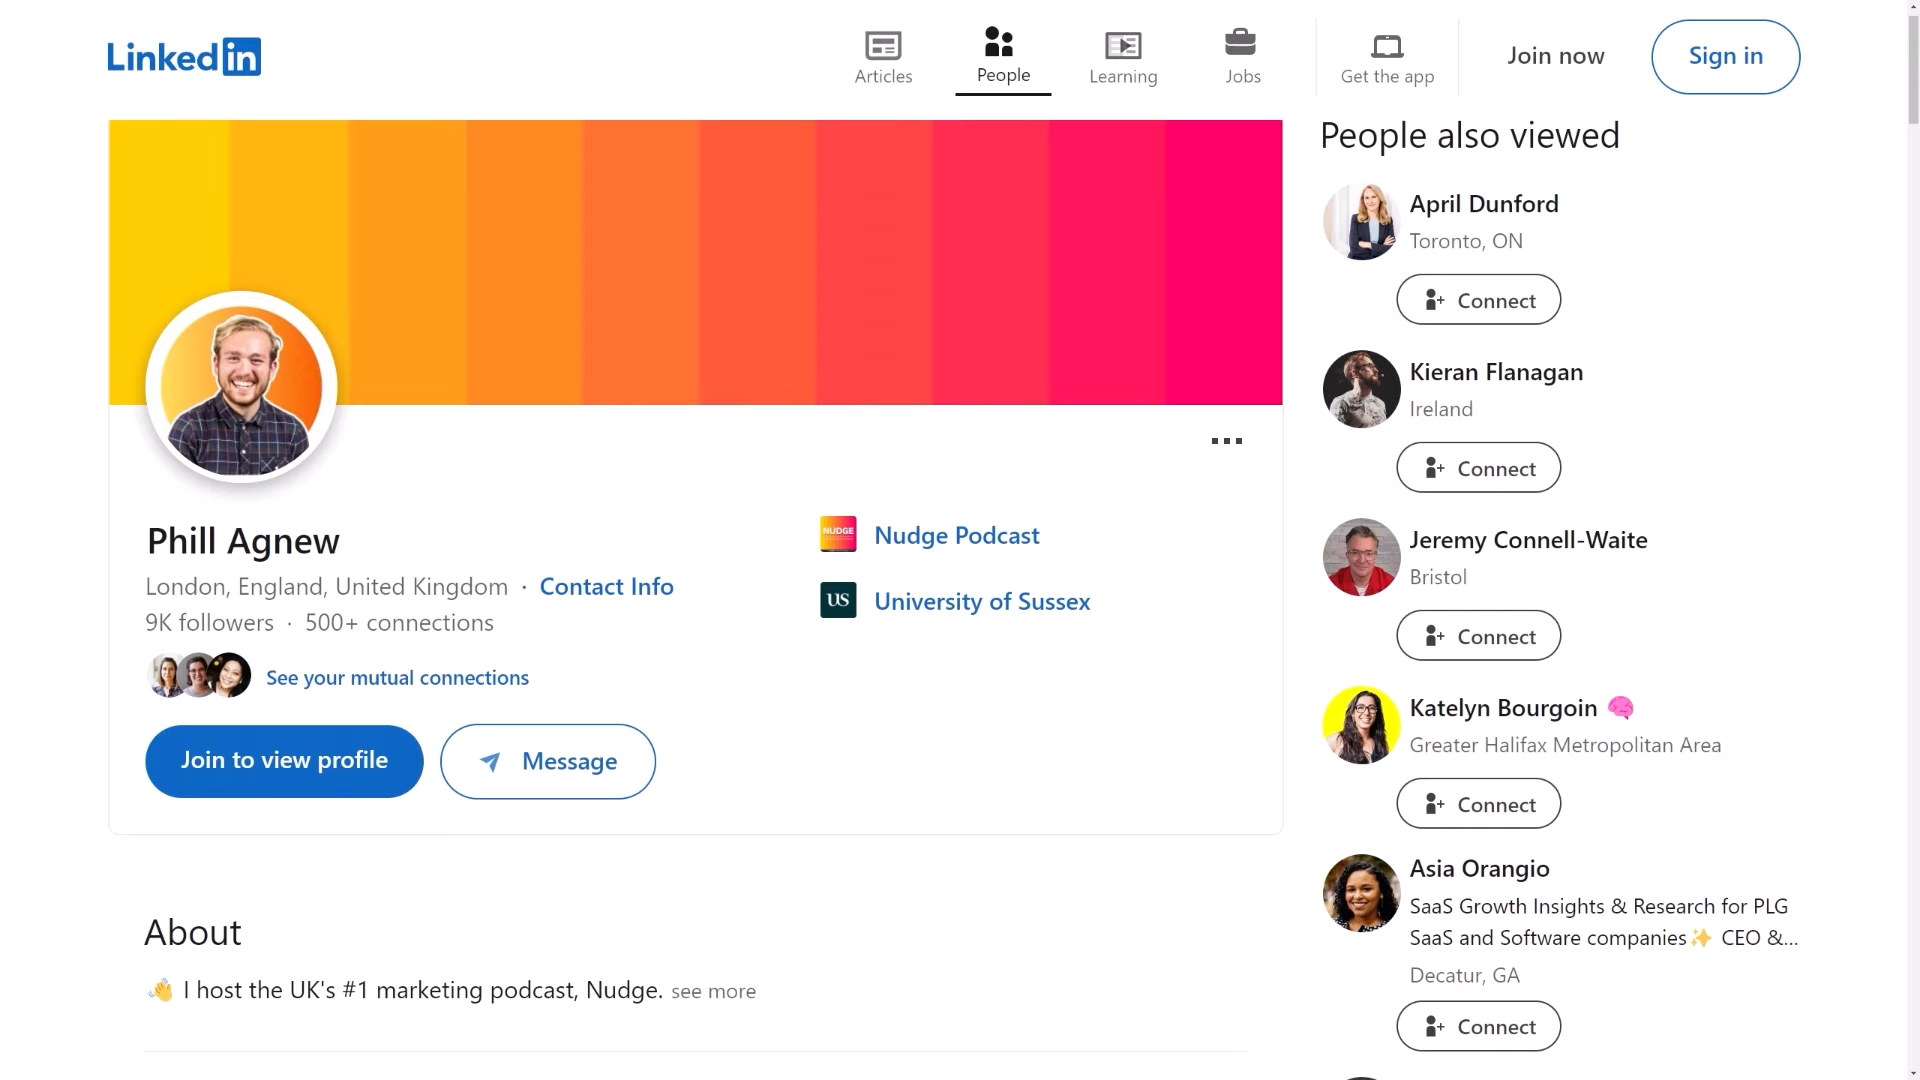 Linked in
Articles
People
Learning
Jobs
Get the app
Join now
Sign in
Phill Agnew
London, England, United Kingdom · Contact Info
9K followers · 500+ connections
See your mutual connections
Join to view profile
Message
NUDGE
Nudge Podcast
US
University of Sussex
About
👋 I host the UK's #1 marketing podcast, Nudge. see more
People also viewed
April Dunford
Toronto, ON
Connect
Kieran Flanagan
Ireland
Connect
Jeremy Connell-Waite
Bristol
Connect
Katelyn Bourgoin 🧠
Greater Halifax Metropolitan Area
Connect
Asia Orangio
SaaS Growth Insights & Research for PLG
SaaS and Software companies✨ CEO &...
Decatur, GA
Connect